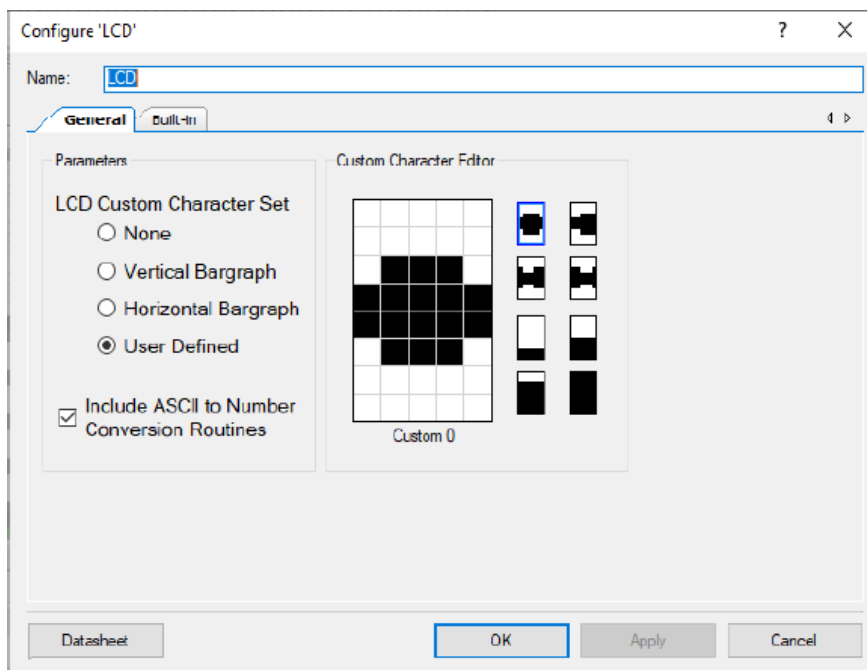 Configure 'LCD'
?
Name:
LCD
General
Built-in
Parameters
LCD Custom Character Set
None
Vertical Bargraph
Horizontal Bargraph
User Defined
Include ASCII to Number
Conversion Routines
Custom Character Editor
Custom 0
Datasheet
OK
Apply
Cancel